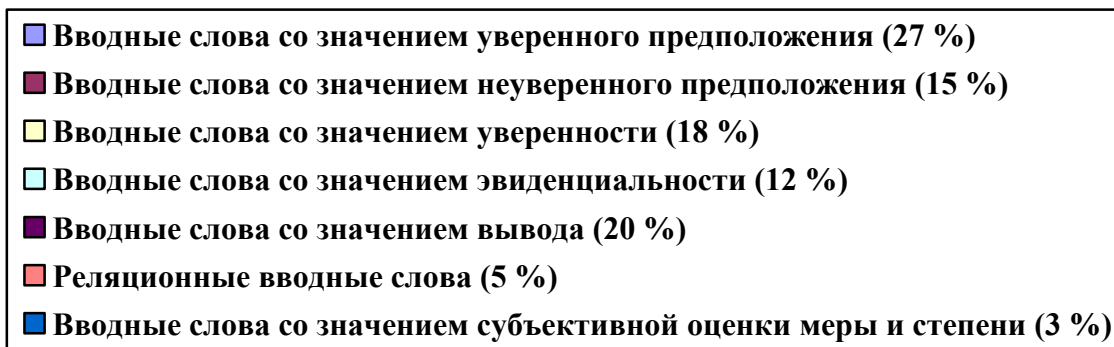 Вводные слова со значением уверенного предположения (27 %)
Вводные слова со значением неуверенного предположения (15 %)
Вводные слова со значением уверенности (18 %)
Вводные слова со значением эвиденциальности (12 %)
Вводные слова со значением вывода (20 %)
Реляционные вводные слова (5 %)
Вводные слова со значением субъективной оценки меры и степени (3 %)